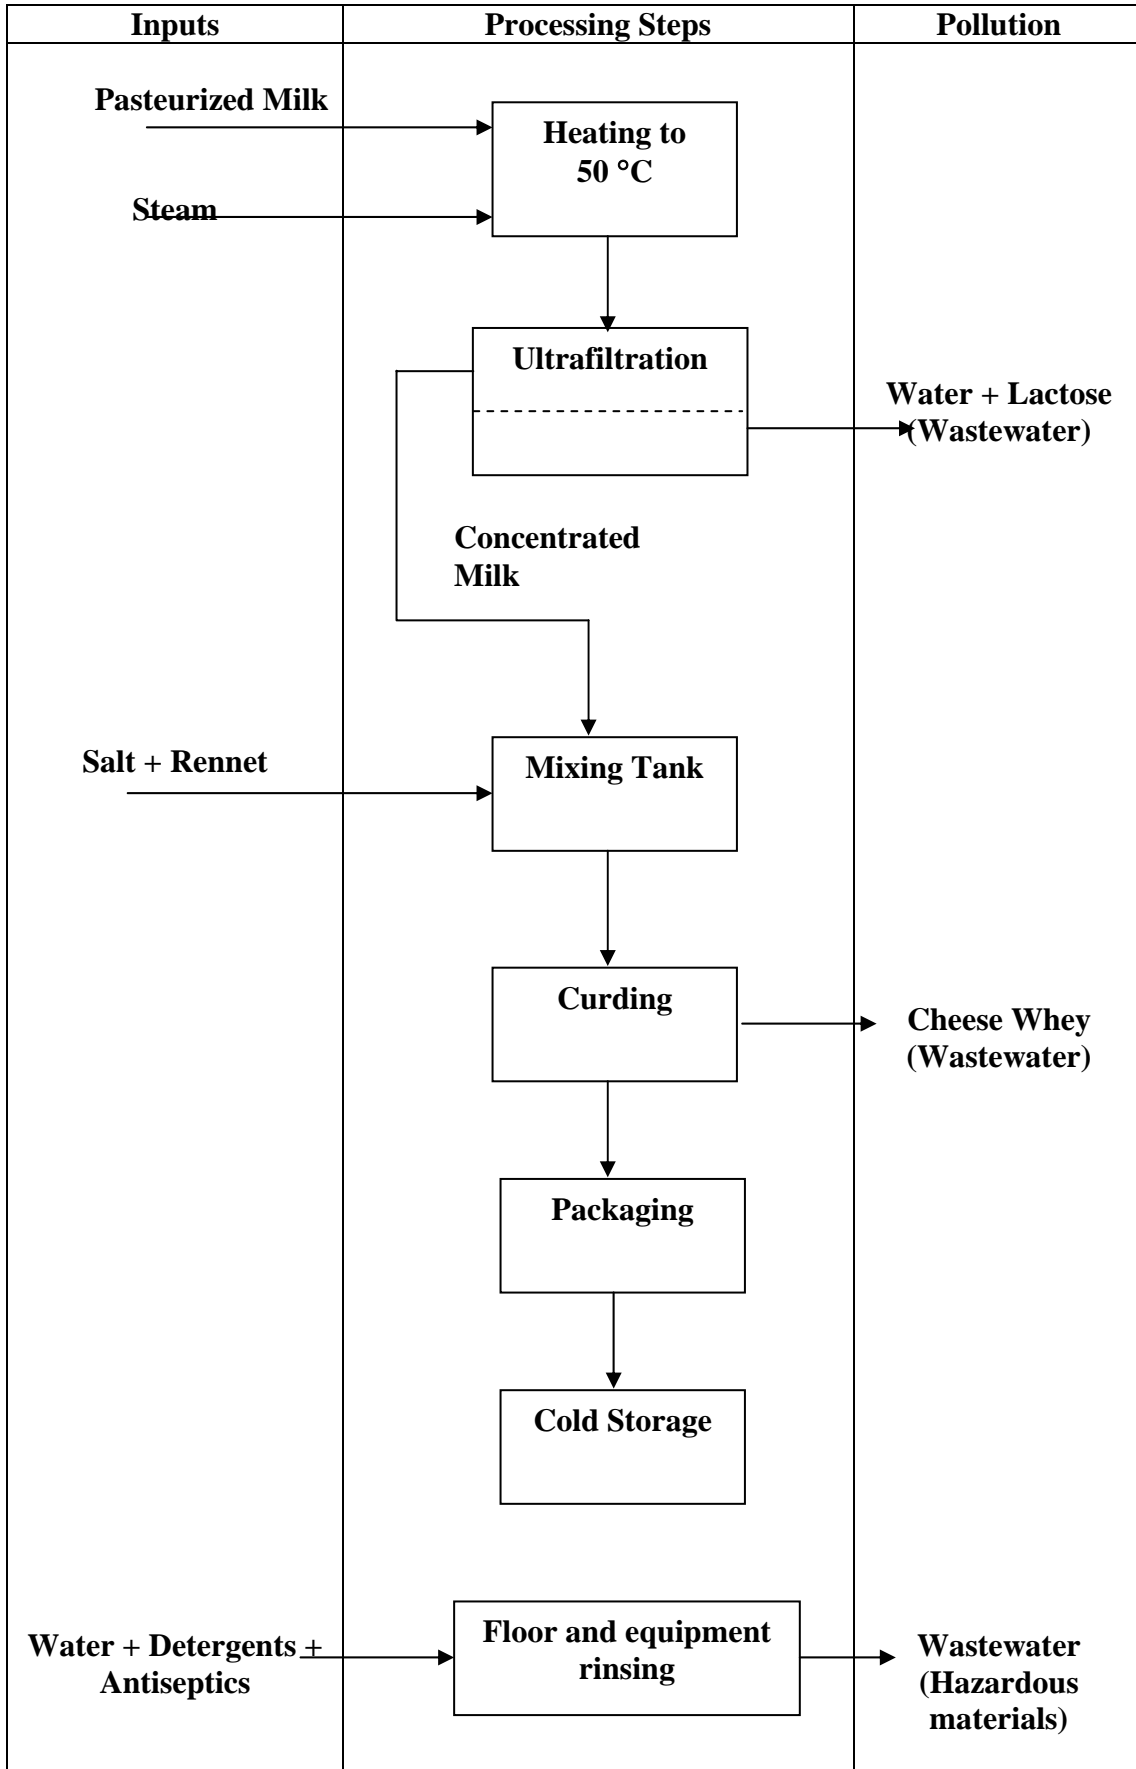 Inputs
Processing Steps
Pollution
Pasteurized Milk
Heating to
50 °C
Steam
Ultrafiltration
Water + Lactose
(Wastewater)
Concentrated
Milk
Salt + Rennet
Mixing Tank
Curding
Cheese Whey
(Wastewater)
Packaging
Cold Storage
Water + Detergents +
Antiseptics
Floor and equipment
rinsing
Wastewater
(Hazardous
materials)